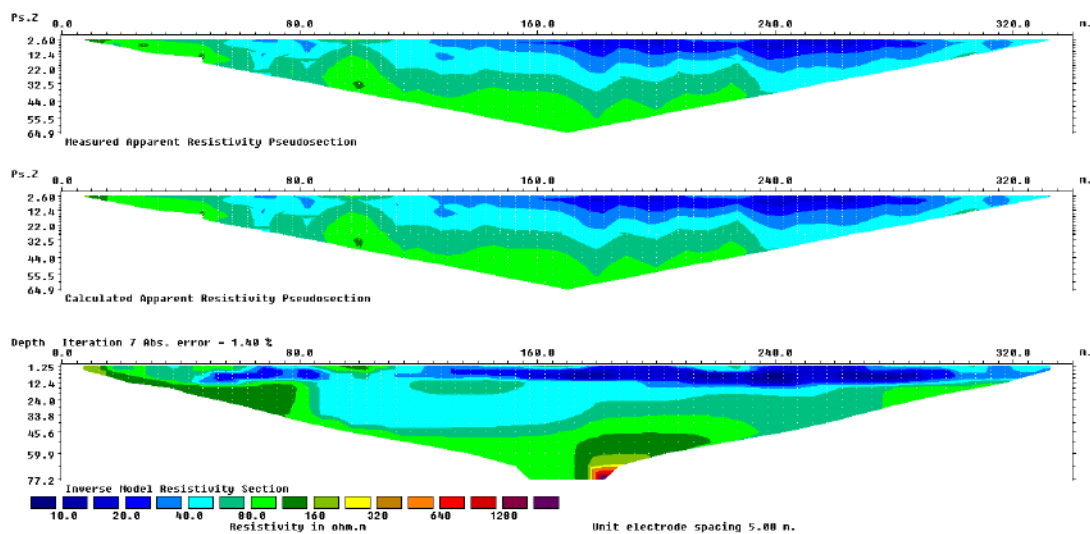 Ps.Z 0.0 80.0 160.0 240.0 320.0 m.
2.60
12.4
22.0
32.5
44.0
55.5
64.9
Measured Apparent Resistivity Pseudosection
Ps.Z 0.0 80.0 160.0 240.0 320.0 m.
2.60
12.4
22.0
32.5
44.0
55.5
64.9
Calculated Apparent Resistivity Pseudosection
Depth Iteration 7 Abs. error = 1.40 %
0.0 80.0 160.0 240.0 320.0 m.
1.25
12.4
24.0
33.8
45.6
59.9
77.2
Inverse Model Resistivity Section
10.0 20.0 40.0 80.0 160 320 640 1280
Resistivity in ohm.m Unit electrode spacing 5.00 m.